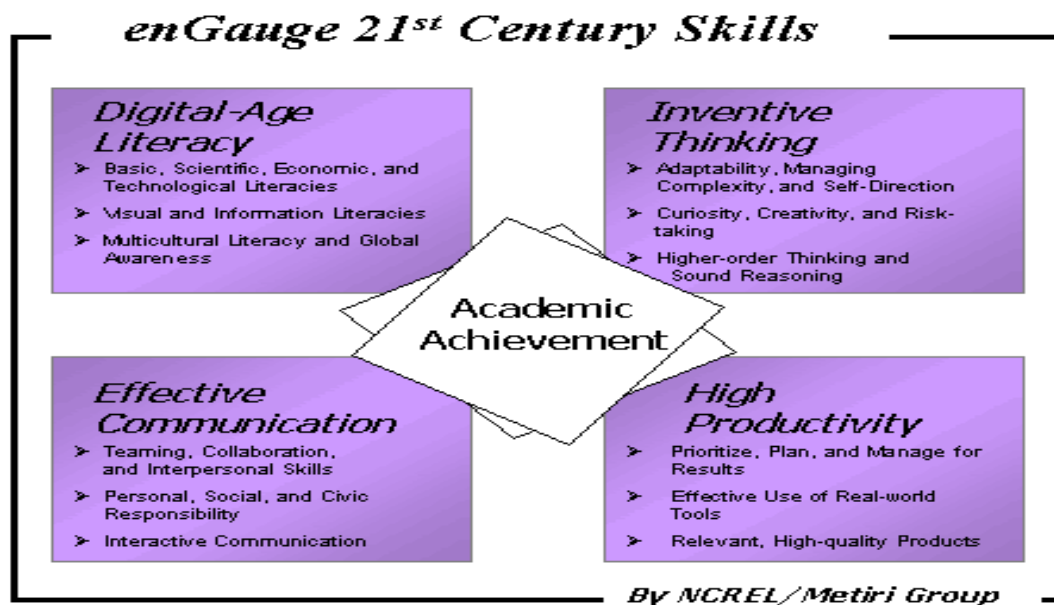 enGauge 21st Century Skills
Digital-Age
Literacy
➢ Basic, Scientific, Economic, and
Technological Literacies
➢ Visual and Information Literacies
➢ Multicultural Literacy and Global
Awareness
Inventive
Thinking
➢ Adaptability, Managing
Complexity, and Self-Direction
➢ Curiosity, Creativity, and Risk-
taking
➢ Higher-order Thinking and
Sound Reasoning
Academic
Achievement
Effective
Communication
➢ Teaming, Collaboration,
and Interpersonal Skills
➢ Personal, Social, and Civic
Responsibility
➢ Interactive Communication
High
Productivity
➢ Prioritize, Plan, and Manage for
Results
➢ Effective Use of Real-world
Tools
➢ Relevant, High-quality Products
By NCREL/Metiri Group